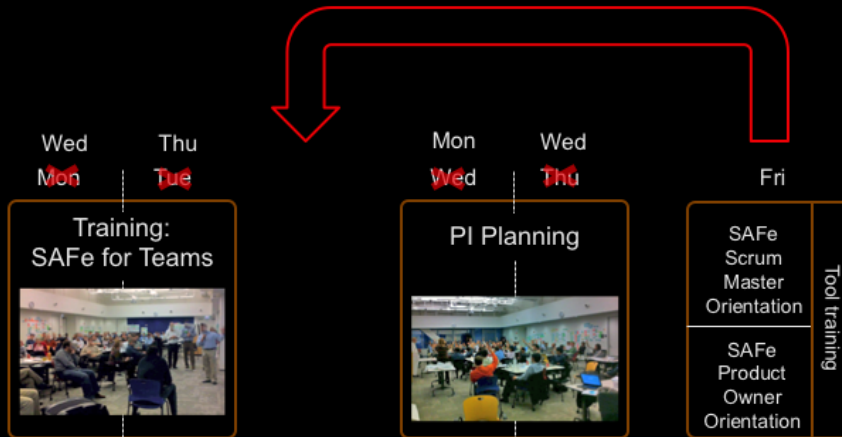 Wed Thu
Mon Tue
Training:
SAFe for Teams
Mon Wed
Wed Thu
PI Planning
Fri
SAFe
Scrum
Master
Orientation
SAFe
Product
Owner
Orientation
Tool training